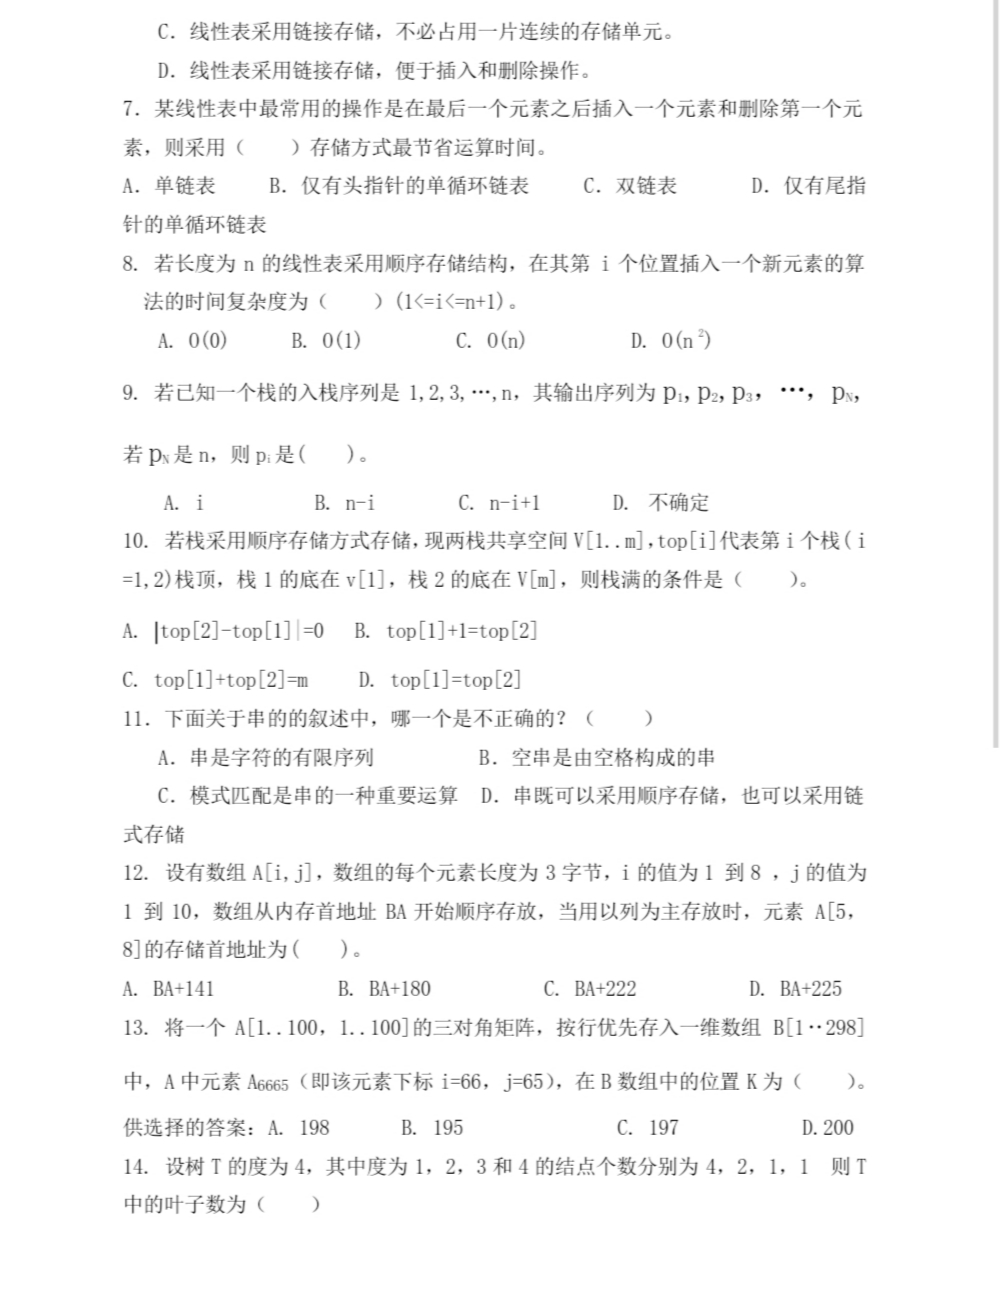 C．线性表采用链接存储，不必占用一片连续的存储单元。
D．线性表采用链接存储，便于插入和删除操作。
7．某线性表中最常用的操作是在最后一个元素之后插入一个元素和删除第一个元
素，则采用（    ）存储方式最节省运算时间。
A．单链表    B．仅有头指针的单循环链表    C．双链表    D．仅有尾指
针的单循环链表
8．若长度为 n 的线性表采用顺序存储结构，在其第 i 个位置插入一个新元素的算
法的时间复杂度为（    ）(1<=i<=n+1)。
A. O(0)    B. O(1)    C. O(n)    D. O(n²)
9. 若已知一个栈的入栈序列是 1,2,3,…,n，其输出序列为 p₁，p₂，p₃，…，pN，
若 pN 是 n，则 pᵢ 是(    )。
A. i    B. n-i    C. n-i+1    D. 不确定
10. 若栈采用顺序存储方式存储，现两栈共享空间 V[1..m]，top[i]代表第 i 个栈( i
=1,2)栈顶，栈 1 的底在 v[1]，栈 2 的底在 V[m]，则栈满的条件是（    ）。
A. |top[2]-top[1]|=0    B. top[1]+1=top[2]
C. top[1]+top[2]=m    D. top[1]=top[2]
11．下面关于串的的叙述中，哪一个是不正确的？（    ）
A．串是字符的有限序列    B．空串是由空格构成的串
C．模式匹配是串的一种重要运算    D．串既可以采用顺序存储，也可以采用链
式存储
12. 设有数组 A[i,j]，数组的每个元素长度为 3 字节，i 的值为 1 到 8 ，j 的值为
1 到 10，数组从内存首地址 BA 开始顺序存放，当用以列为主存放时，元素 A[5，
8]的存储首地址为(    )。
A. BA+141    B. BA+180    C. BA+222    D. BA+225
13. 将一个 A[1..100，1..100]的三对角矩阵，按行优先存入一维数组 B[1‥298]
中，A 中元素 A6665（即该元素下标 i=66，j=65），在 B 数组中的位置 K 为（    ）。
供选择的答案：A. 198    B. 195    C. 197    D.200
14. 设树 T 的度为 4，其中度为 1，2，3 和 4 的结点个数分别为 4，2，1，1 则 T
中的叶子数为（    ）